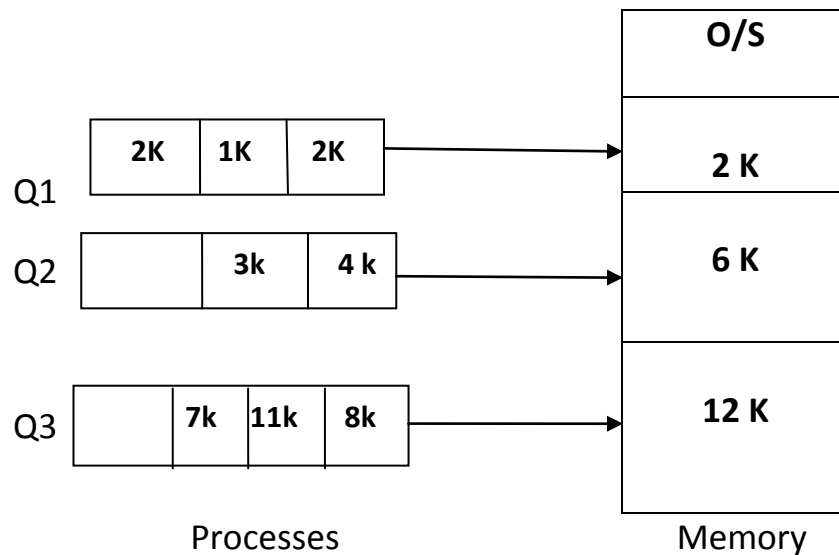 O/S
2K 1K 2K
2 K
Q1
Q2
3k 4 k
6 K
Q3
7k 11k 8k
12 K
Processes
Memory